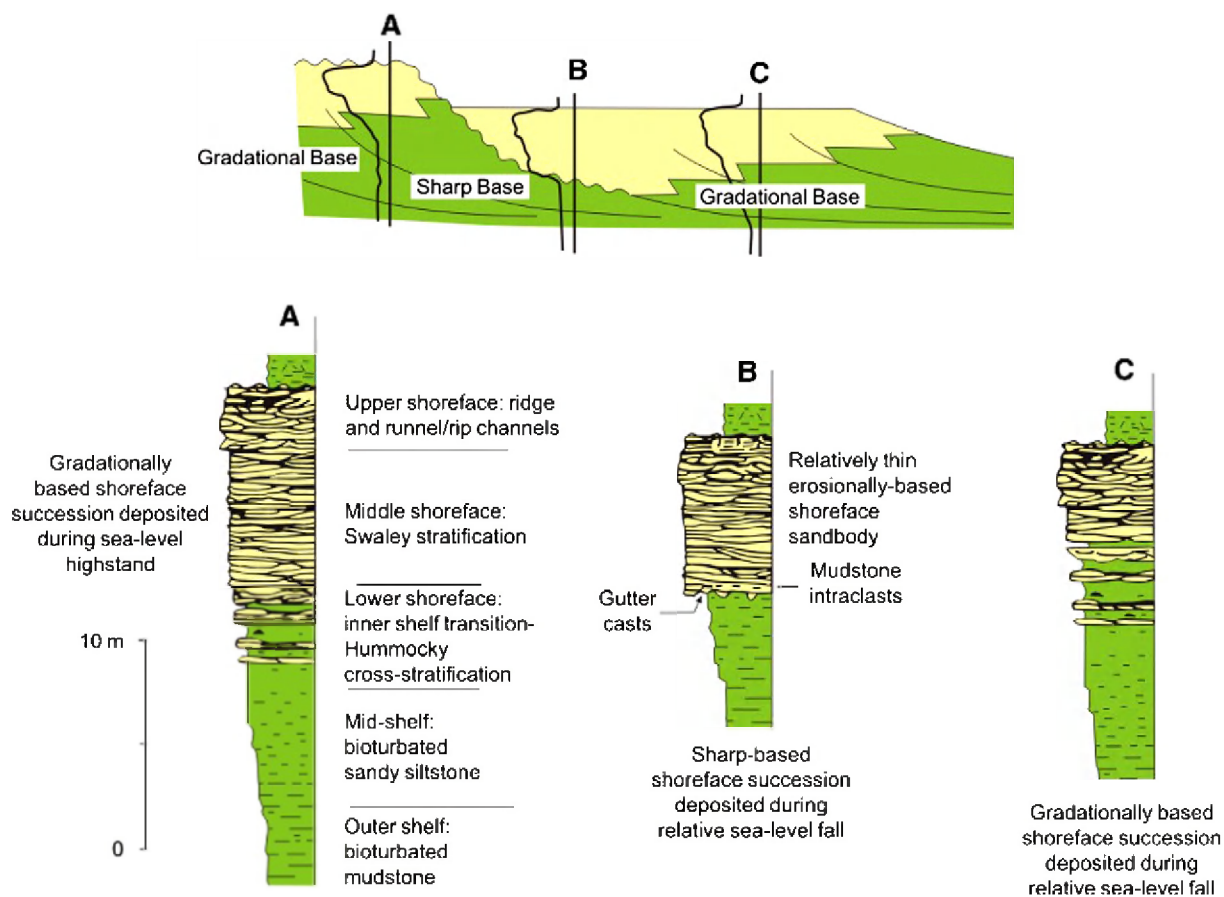 A
B
C
Gradational Base
Sharp Base
Gradational Base
A
Gradationally
based shoreface
succession deposited
during sea-level
highstand
10 m
0
Upper shoreface: ridge
and runnel/rip channels
Middle shoreface:
Swaley stratification
Lower shoreface:
inner shelf transition-
Hummocky
cross-stratification
Mid-shelf:
bioturbated
sandy siltstone
Outer shelf:
bioturbated
mudstone
B
Relatively thin
erosionally-based
shoreface
sandbody
Mudstone
intraclasts
Gutter
casts
Sharp-based
shoreface succession
deposited during
relative sea-level fall
C
Gradationally based
shoreface succession
deposited during
relative sea-level fall